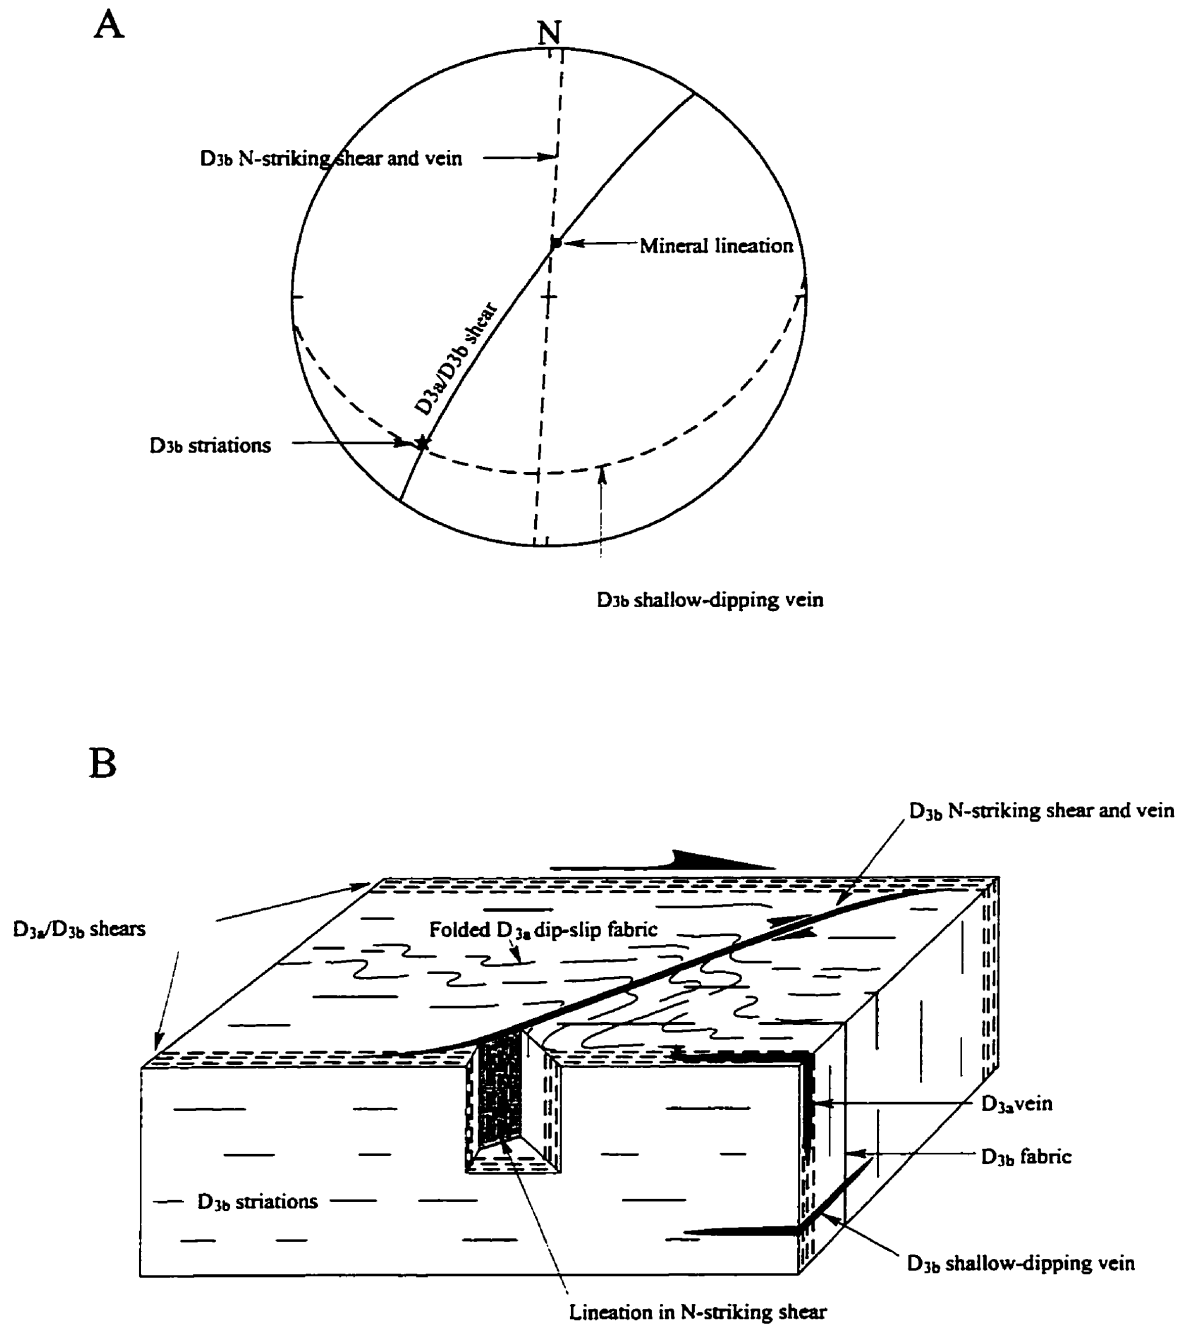 A
N
D3b N-striking shear and vein
Mineral lineation
D3a/D3b shear
D3b striations
D3b shallow-dipping vein
B
D3b N-striking shear and vein
D3a/D3b shears
Folded D3a dip-slip fabric
D3a vein
D3b fabric
D3b striations
D3b shallow-dipping vein
Lineation in N-striking shear